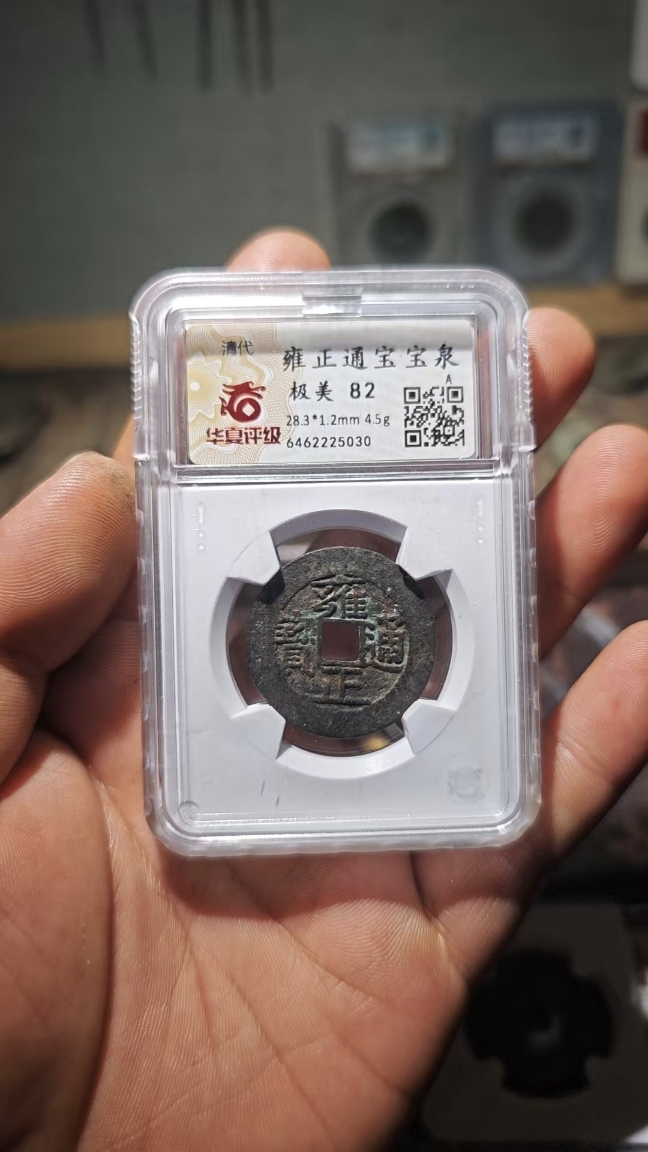 清代
雍正通宝宝泉
极美 82
A
28.3*1.2mm 4.5g
华夏评级
6462225030
雍
寶 通
正